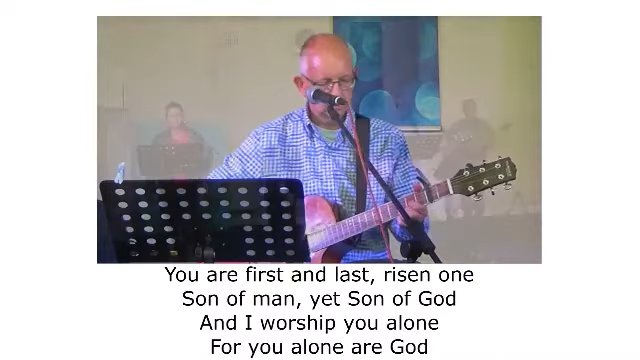 You are first and last, risen one
Son of man, yet Son of God
And I worship you alone
For you alone are God